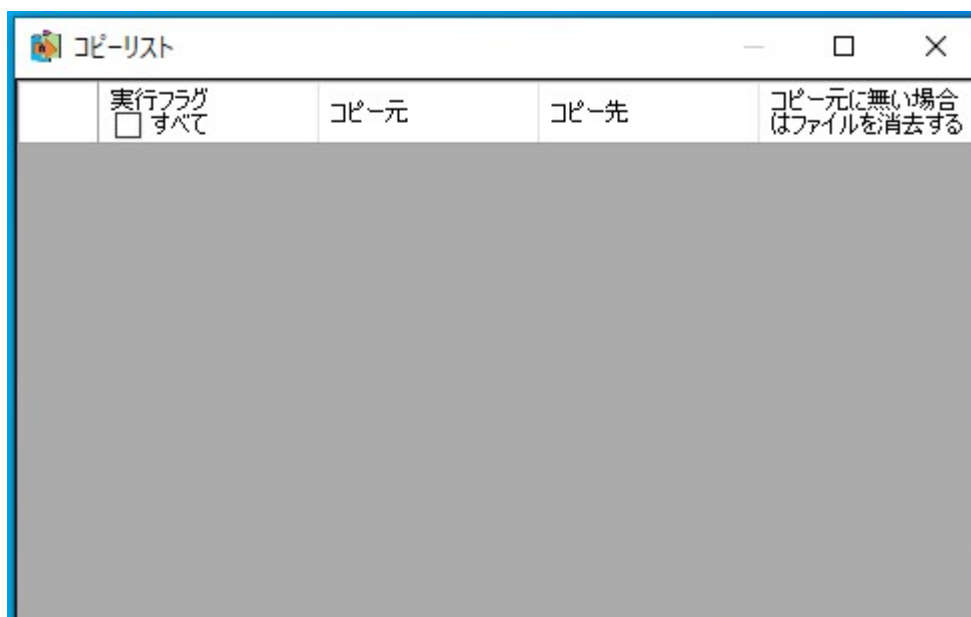 コピーリスト
実行フラグ
すべて
コピー元
コピー先
コピー元に無い場合
はファイルを消去する